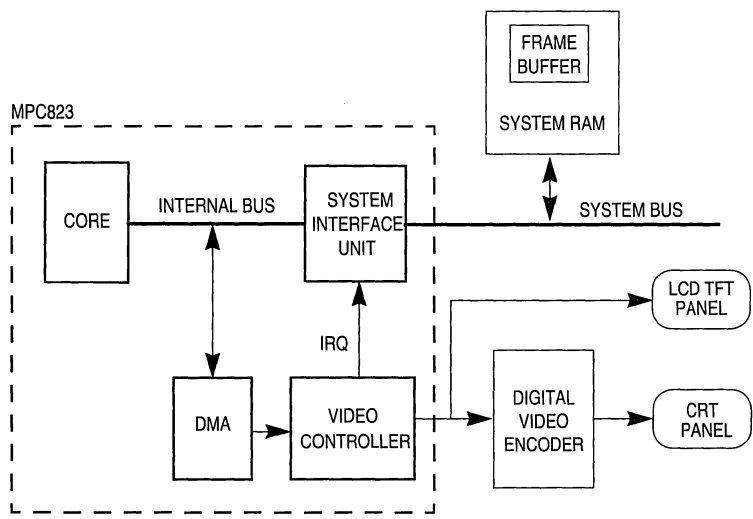 FRAME
BUFFER
SYSTEM RAM
MPC823
CORE
INTERNAL BUS
SYSTEM
INTERFACE
UNIT
SYSTEM BUS
LCD TFT
PANEL
IRQ
DMA
VIDEO
CONTROLLER
DIGITAL
VIDEO
ENCODER
CRT
PANEL